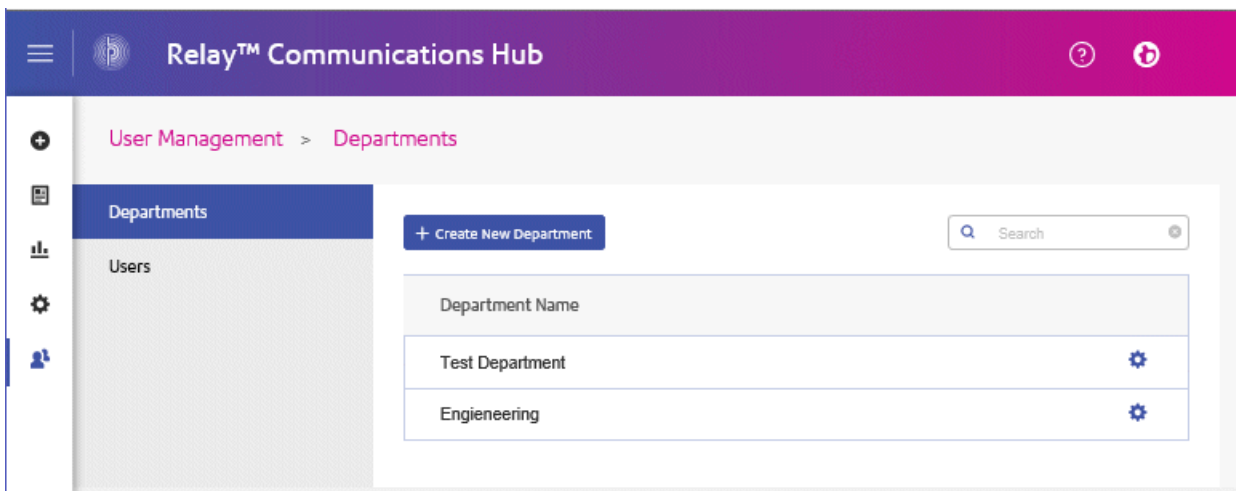 Relay™ Communications Hub
User Management > Departments
Departments
Users
+ Create New Department
Search
Department Name
Test Department
Engieneering